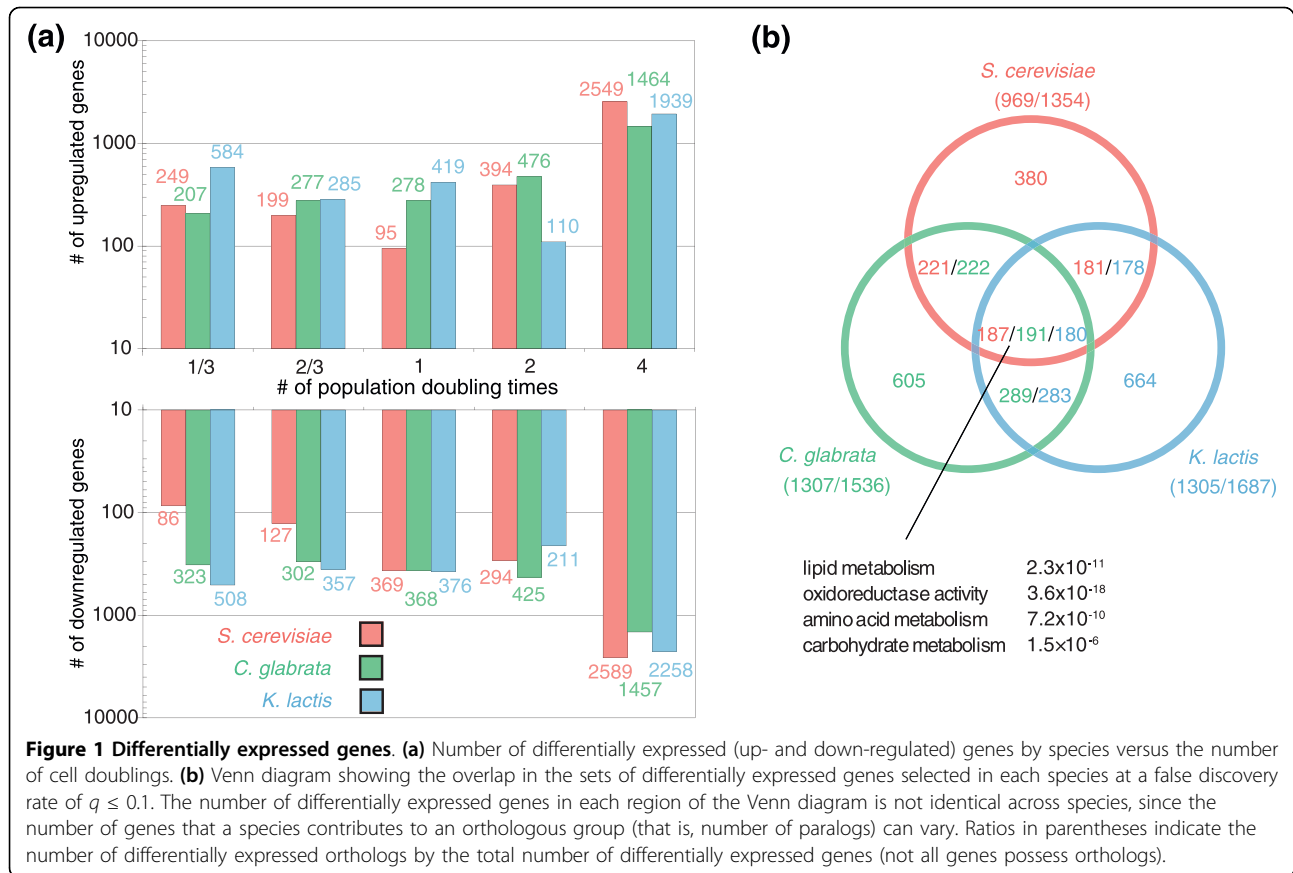 (a)
10000
1000
100
10
# of upregulated genes
249
207
584
199
277
285
95
278
419
394
476
110
2549
1464
1939
1/3 2/3 1 2 4
# of population doubling times
10
100
1000
10000
# of downregulated genes
86
323
508
127
302
357
369
368
376
294
425
211
2589
1457
2258
S. cerevisiae
C. glabrata
K. lactis
(b)
S. cerevisiae
(969/1354)
380
221/222
181/178
187/191/180
605
289/283
664
C. glabrata
(1307/1536)
K. lactis
(1305/1687)
lipid metabolism 2.3x10⁻¹¹
oxidoreductase activity 3.6x10⁻¹⁸
amino acid metabolism 7.2x10⁻¹⁰
carbohydrate metabolism 1.5×10⁻⁶
Figure 1 Differentially expressed genes. (a) Number of differentially expressed (up- and down-regulated) genes by species versus the number
of cell doublings. (b) Venn diagram showing the overlap in the sets of differentially expressed genes selected in each species at a false discovery
rate of q ≤ 0.1. The number of differentially expressed genes in each region of the Venn diagram is not identical across species, since the
number of genes that a species contributes to an orthologous group (that is, number of paralogs) can vary. Ratios in parentheses indicate the
number of differentially expressed orthologs by the total number of differentially expressed genes (not all genes possess orthologs).